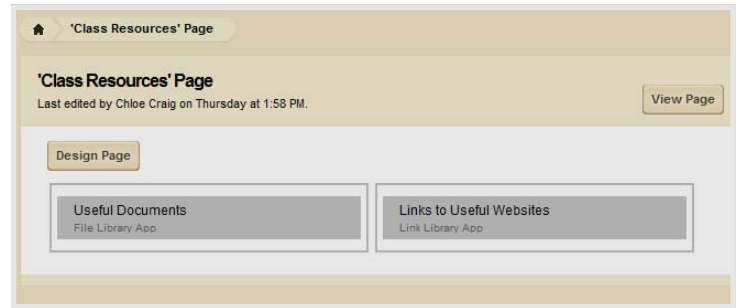 'Class Resources' Page
'Class Resources' Page
Last edited by Chloe Craig on Thursday at 1:58 PM.
View Page
Design Page
Useful Documents
File Library App
Links to Useful Websites
Link Library App